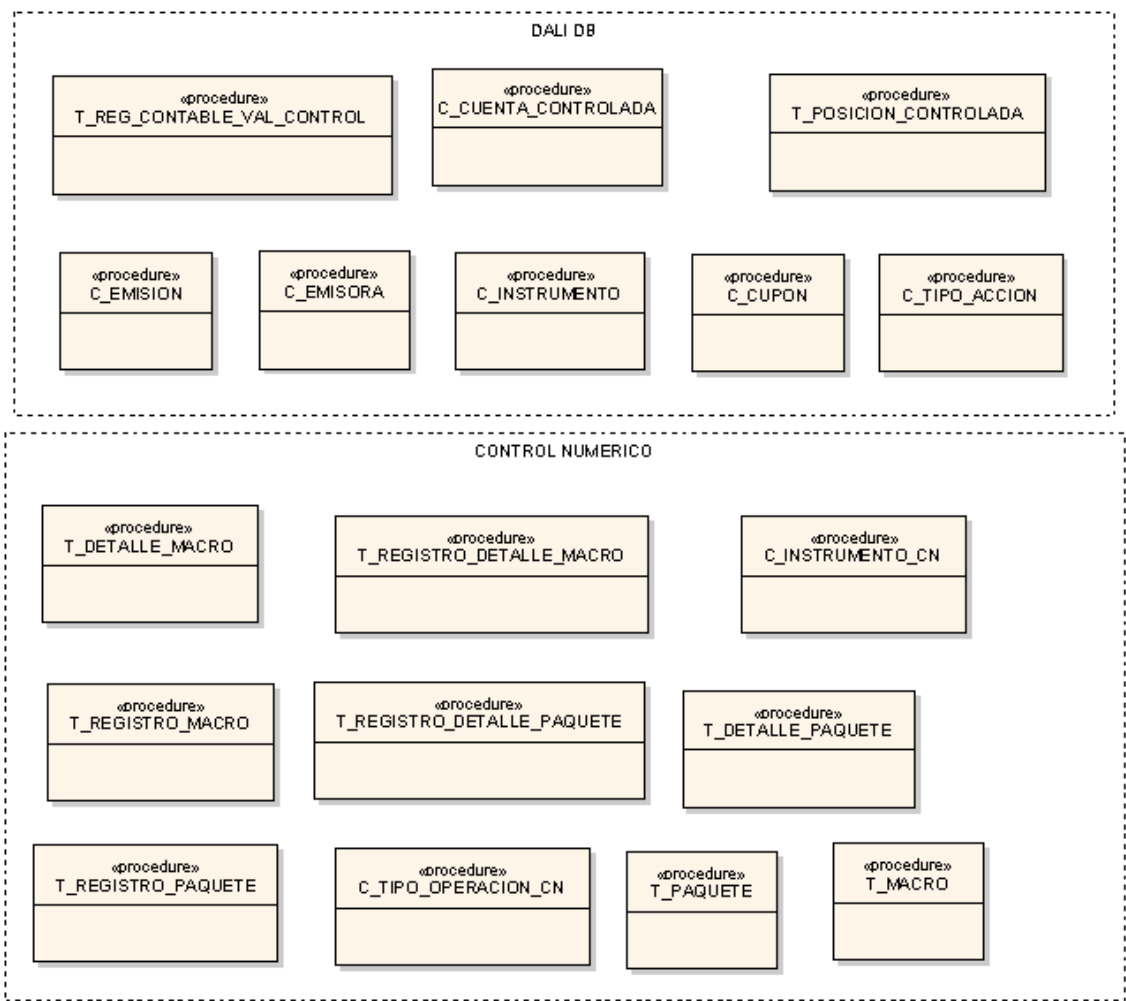 DALI DB
«procedure»
T_REG_CONTABLE_VAL_CONTROL
«procedure»
C_CUENTA_CONTROLADA
«procedure»
T_POSICION_CONTROLADA
«procedure»
C_EMISION
«procedure»
C_EMISORA
«procedure»
C_INSTRUMENTO
«procedure»
C_CUPON
«procedure»
C_TIPO_ACCION
CONTROL NUMERICO
«procedure»
T_DETALLE_MACRO
«procedure»
T_REGISTRO_DETALLE_MACRO
«procedure»
C_INSTRUMENTO_CN
«procedure»
T_REGISTRO_MACRO
«procedure»
T_REGISTRO_DETALLE_PAQUETE
«procedure»
T_DETALLE_PAQUETE
«procedure»
T_REGISTRO_PAQUETE
«procedure»
C_TIPO_OPERACION_CN
«procedure»
T_PAQUETE
«procedure»
T_MACRO